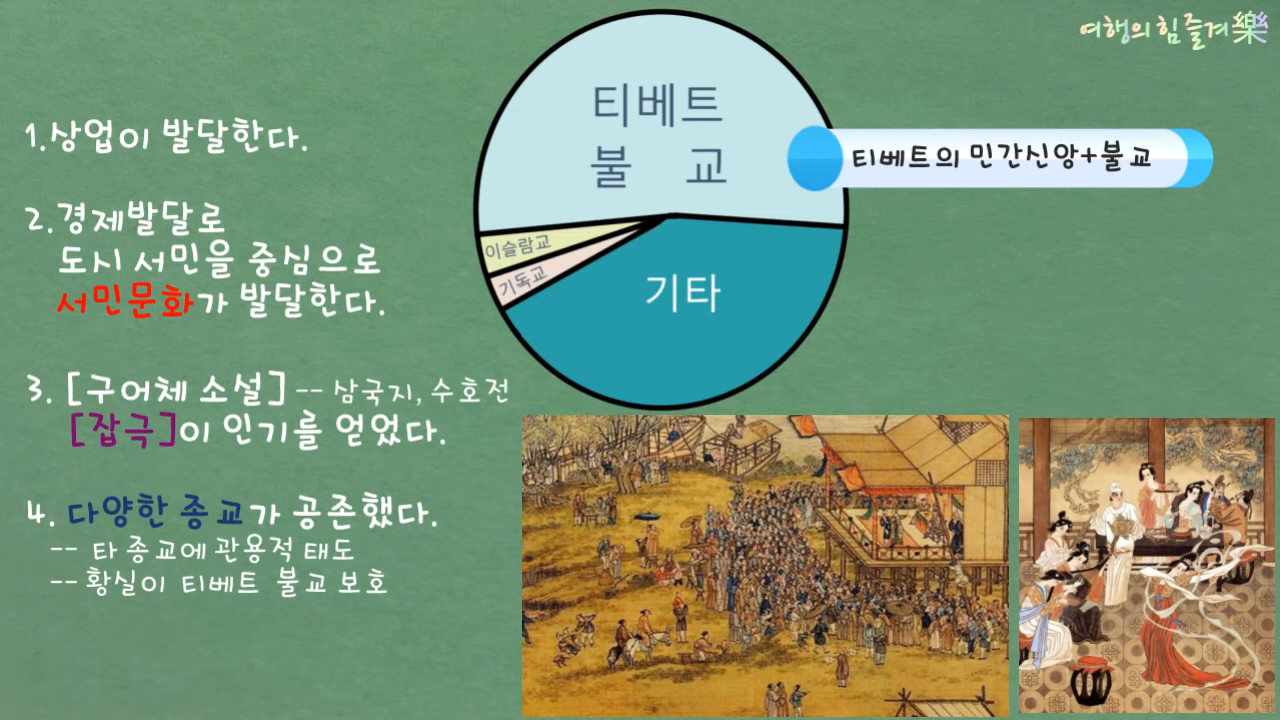 여행의 힘 즐겨樂
1.상업이 발달한다.
2.경제발달로
도시 서민을 중심으로
서민문화가 발달한다.
3. [구어체 소설] -- 삼국지, 수호전
[잡극]이 인기를 얻었다.
4. 다양한 종교가 공존했다.
-- 타 종교에 관용적 태도
-- 황실이 티베트 불교 보호
티베트
불 교
이슬람교
기독교
기타
티베트의 민간신앙+불교